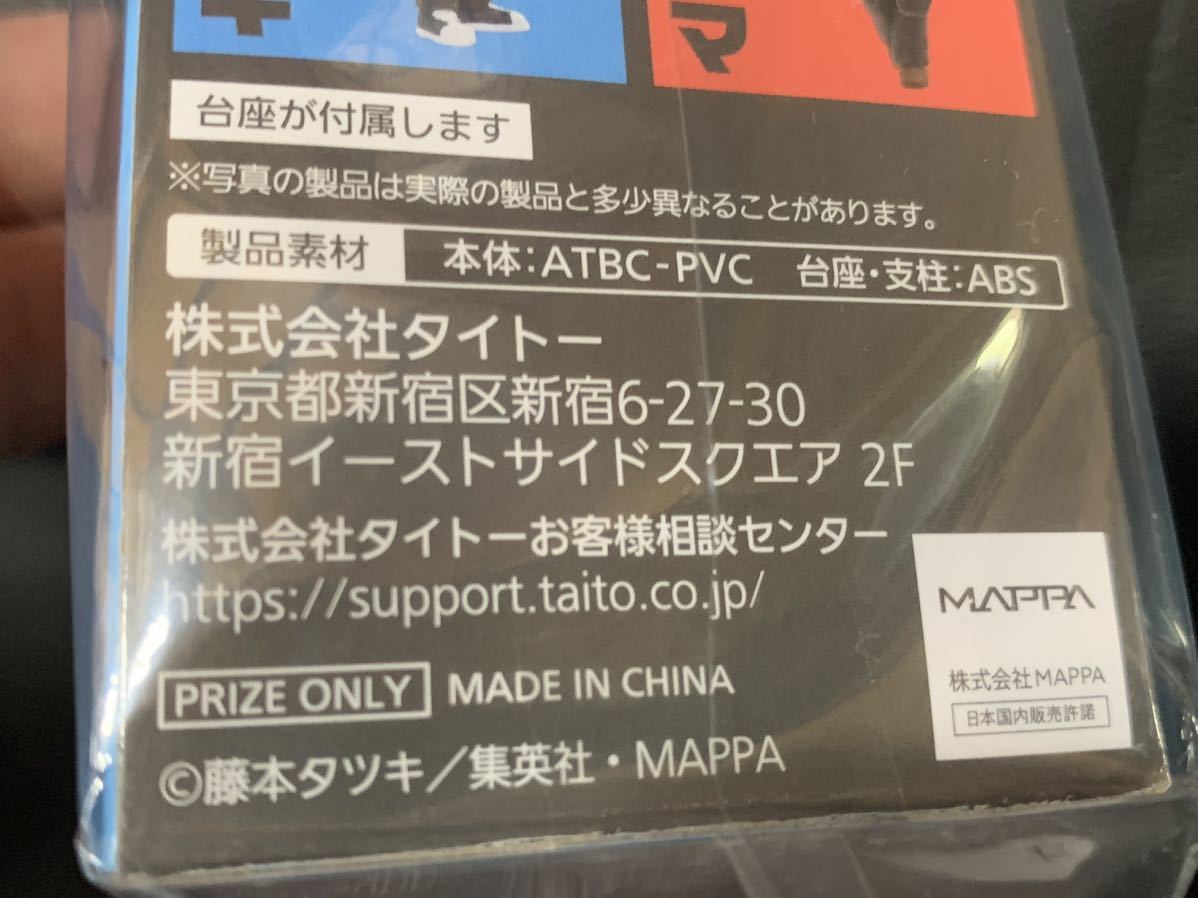 マ
台座が付属します
※写真の製品は実際の製品と多少異なることがあります。
製品素材 本体:ATBC-PVC 台座・支柱:ABS
株式会社タイトー
東京都新宿区新宿6-27-30
新宿イーストサイドスクエア 2F
株式会社タイトーお客様相談センター
https://support.taito.co.jp/
PRIZE ONLY MADE IN CHINA
©藤本タツキ/集英社・MAPPA
MAPPA
株式会社MAPPA
日本国内販売許諾